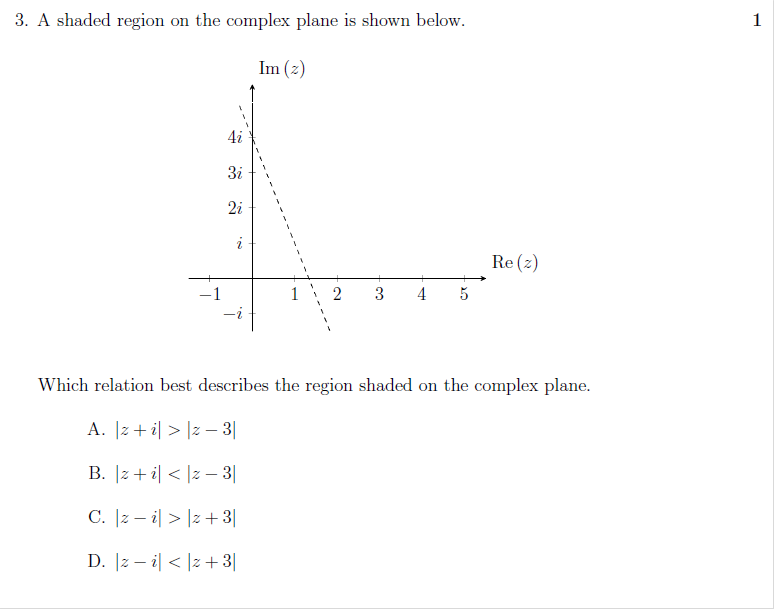 3. A shaded region on the complex plane is shown below. 1
Im (z)
4i
3i
2i
i
Re (z)
−1 1 2 3 4 5
−i
Which relation best describes the region shaded on the complex plane.
A. |z + i| > |z − 3|
B. |z + i| < |z − 3|
C. |z − i| > |z + 3|
D. |z − i| < |z + 3|